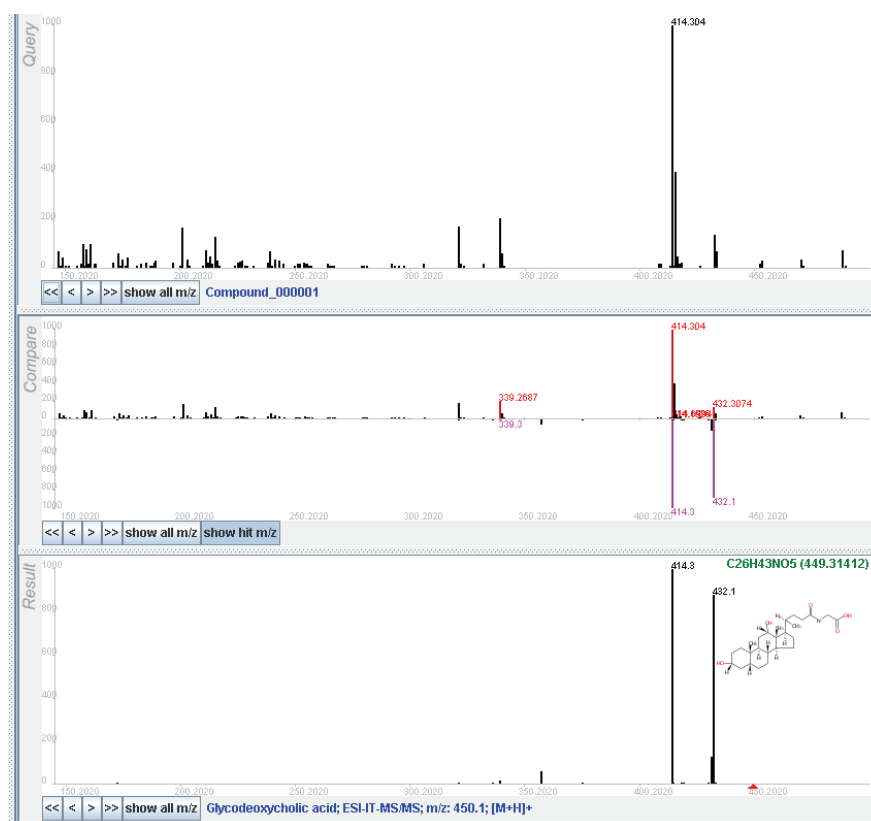 Query
1000
800
600
400
200
0
414.304
150.2020 200.2020 250.2020 300.2020 350.2020 400.2020 450.2020
<< < > >> show all m/z Compound_000001
Compare
1000
800
600
400
200
0
200
400
600
800
1000
414.304
339.2687
432.3074
339.3
432.1
414.3
150.2020 200.2020 250.2020 300.2020 350.2020 400.2020 450.2020
<< < > >> show all m/z show hit m/z
Result
1000
800
600
400
200
0
414.3
C26H43NO5 (449.31412)
432.1
O
OH
H
CH₃
N
OH
O
CH₃
H
H
HO
H
H
H
150.2020 200.2020 250.2020 300.2020 350.2020 400.2020 450.2020
<< < > >> show all m/z Glycodeoxycholic acid; ESI-IT-MS/MS; m/z: 450.1; [M+H]+